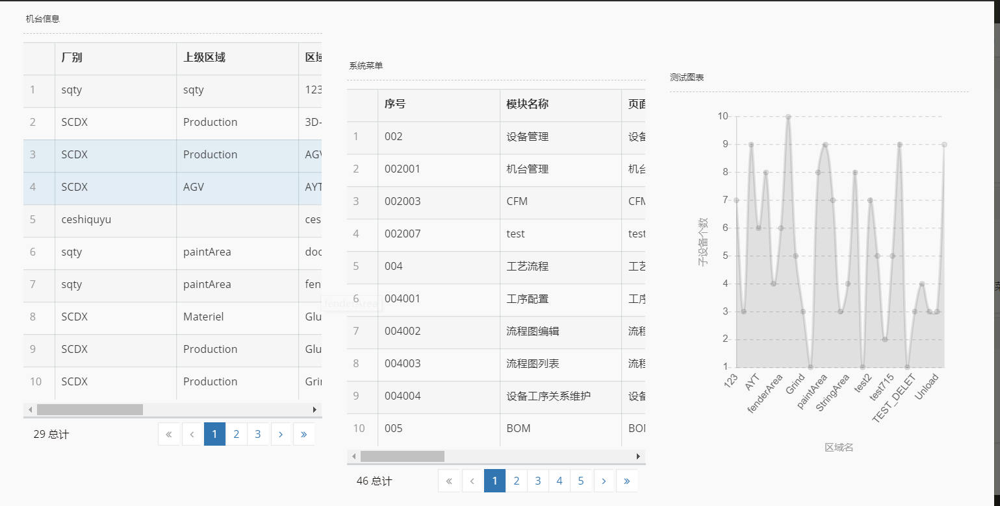 机台信息
厂别 上级区域 区域
1 sqty sqty 123
2 SCDX Production 3D-
3 SCDX Production AGV
4 SCDX AGV AYT
5 ceshiquyu ces
6 sqty paintArea doc
7 sqty paintArea fen
8 SCDX Materiel Glu
9 SCDX Production Glu
10 SCDX Production Grin
29 总计 « ‹ 1 2 3 › »
fenderArea
系统菜单
序号 模块名称 页面
1 002 设备管理 设备
2 002001 机台管理 机台
3 002003 CFM CFM
4 002007 test test
5 004 工艺流程 工艺
6 004001 工序配置 工序
7 004002 流程图编辑 流程
8 004003 流程图列表 流程
9 004004 设备工序关系维护 设备
10 005 BOM BOM
46 总计 « ‹ 1 2 3 4 5 › »
测试图表
10
9
8
7
6
5
4
3
2
1
子设备个数
123 AYT fenderArea Grind paintArea StringArea test2 test715 TEST_DELET Unload
区域名